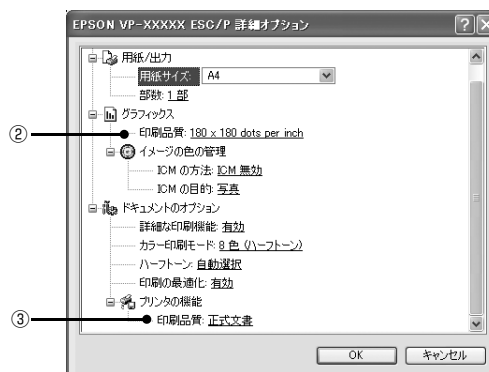 EPSON VP-XXXXX ESC/P 詳細オプション
用紙/出力
用紙サイズ: A4
部数: 1 部
グラフィックス
② 印刷品質: 180 x 180 dots per inch
イメージの色の管理
ICM の方法: ICM 無効
ICM の目的: 写真
ドキュメントのオプション
詳細な印刷機能: 有効
カラー印刷モード: 8 色 (ハーフトーン)
ハーフトーン: 自動選択
印刷の最適化: 有効
プリンタの機能
③ 印刷品質: 正式文書
OK キャンセル